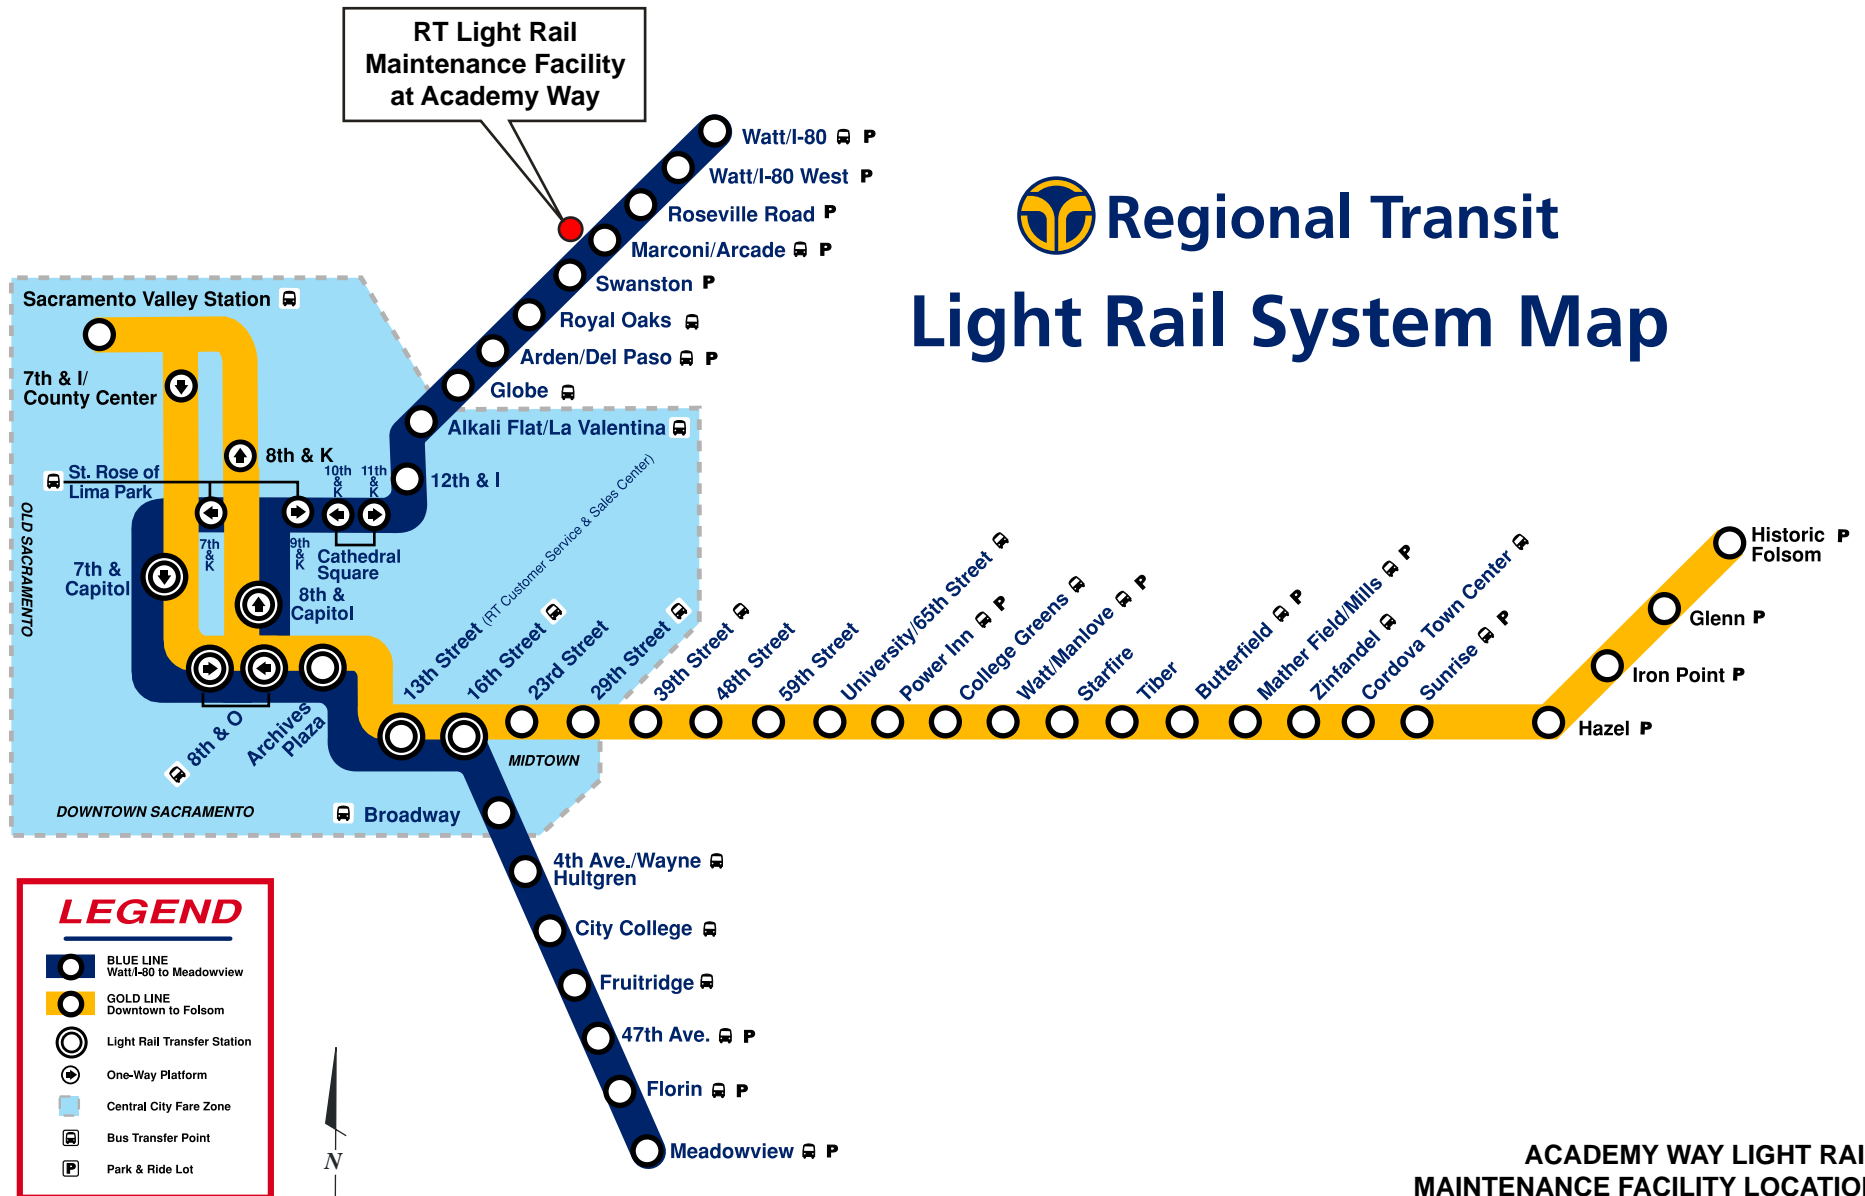 RT Light Rail
Maintenance Facility
at Academy Way
Watt/I-80 P
Watt/I-80 West P
Roseville Road P
Marconi/Arcade P
Swanston P
Royal Oaks
Arden/Del Paso P
Globe
Alkali Flat/La Valentina
12th & I
Regional Transit
Light Rail System Map
Sacramento Valley Station
7th & I/
County Center
8th & K
St. Rose of
Lima Park
10th
&
K
11th
&
K
7th
&
K
9th
&
K
Cathedral
Square
OLD SACRAMENTO
7th &
Capitol
8th &
Capitol
8th & O
Archives
Plaza
13th Street (RT Customer Service & Sales Center)
16th Street
23rd Street
29th Street
39th Street
48th Street
59th Street
University/65th Street
Power Inn P
College Greens P
Watt/Manlove P
Starfire
Tiber
Butterfield P
Mather Field/Mills P
Zinfandel
Cordova Town Center
Sunrise P
Hazel P
Iron Point P
Glenn P
Historic P
Folsom
MIDTOWN
DOWNTOWN SACRAMENTO
Broadway
4th Ave./Wayne
Hultgren
City College
Fruitridge
47th Ave. P
Florin P
Meadowview P
LEGEND
BLUE LINE
Watt/I-80 to Meadowview
GOLD LINE
Downtown to Folsom
Light Rail Transfer Station
One-Way Platform
Central City Fare Zone
Bus Transfer Point
P Park & Ride Lot
N
ACADEMY WAY LIGHT RAI
MAINTENANCE FACILITY LOCATION